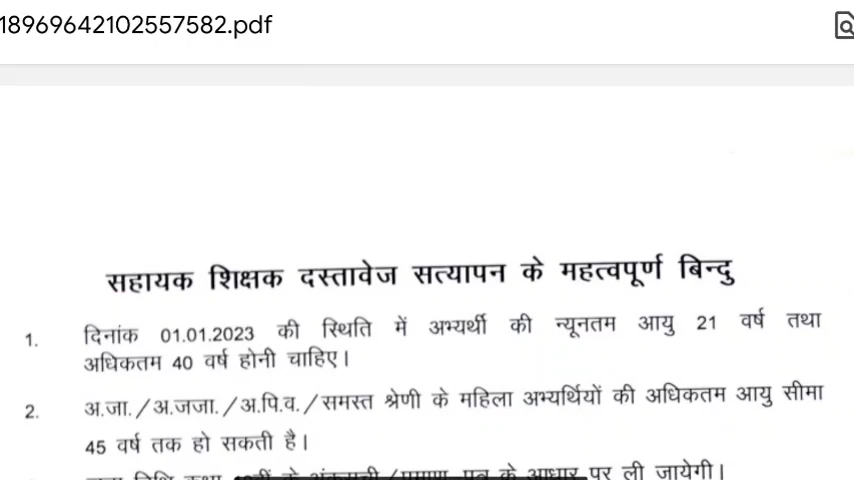 18969642102557582.pdf
सहायक शिक्षक दस्तावेज सत्यापन के महत्वपूर्ण बिन्दु
1. दिनांक 01.01.2023 की स्थिति में अभ्यर्थी की न्यूनतम आयु 21 वर्ष तथा
अधिकतम 40 वर्ष होनी चाहिए।
2. अ.जा./अ.जजा./अ.पि.व./समस्त श्रेणी के महिला अभ्यर्थियों की अधिकतम आयु सीमा
45 वर्ष तक हो सकती है।
के आधार पर ली जायेगी।